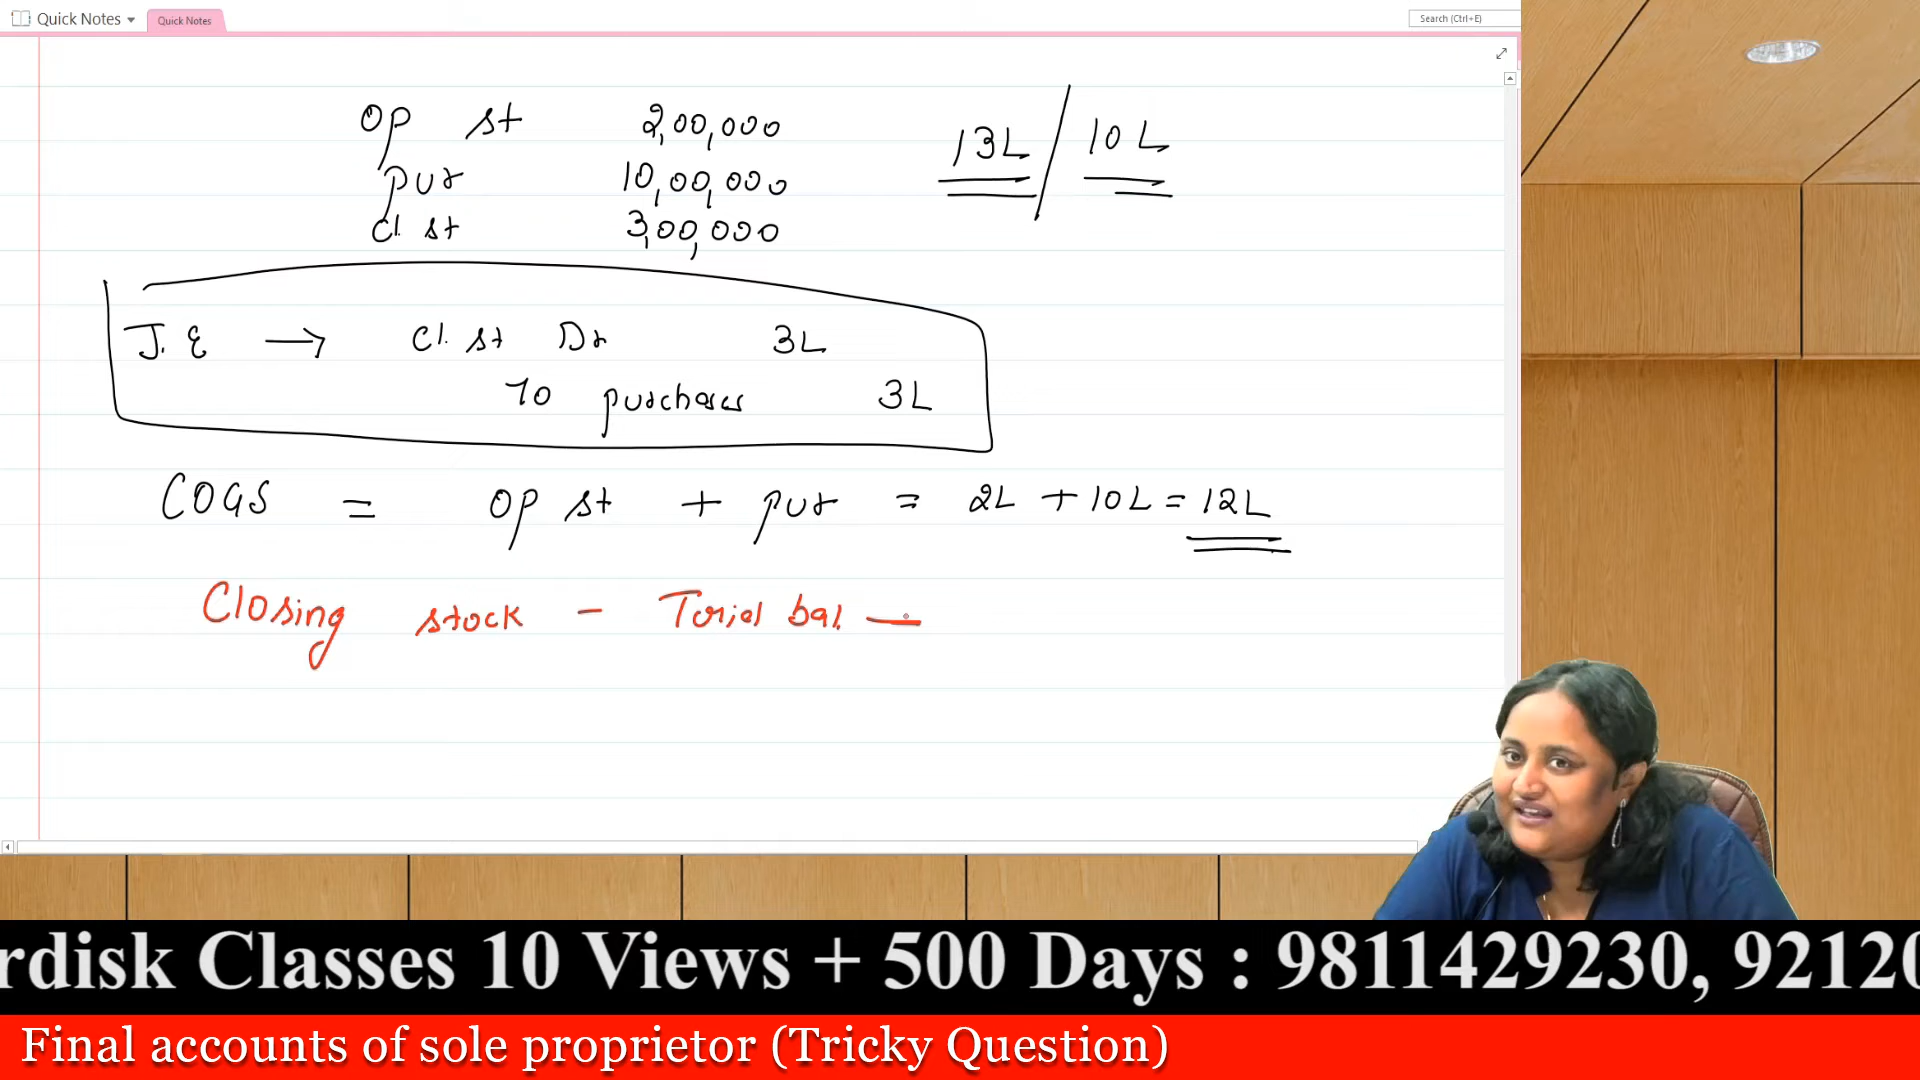 Quick Notes
Quick Notes
Search (Ctrl+E)
Op st 2,00,000
pur 10,00,000
Cl. st 3,00,000
13L / 10L
J.E → Cl. st Dr 3L
To purchases 3L
COGS = OP st + pur = 2L + 10L = 12L
Closing stock - Trial bal. —
rdisk Classes 10 Views + 500 Days : 9811429230, 92120
Final accounts of sole proprietor (Tricky Question)